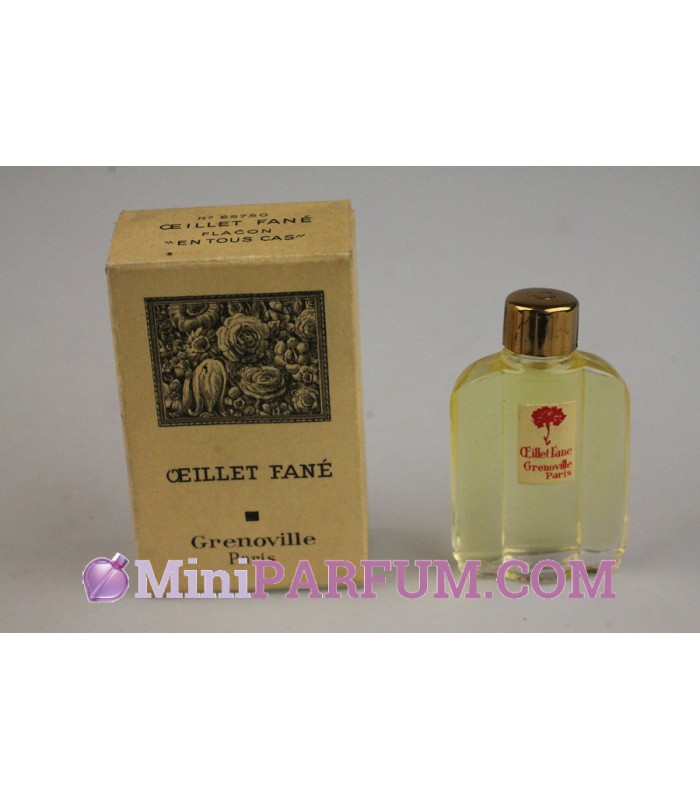 No 25750
ŒILLET FANÉ
FLACON
"EN TOUS CAS"
ŒILLET FANÉ
Grenoville
Paris
Œillet Fané
Grenoville
Paris
MiniPARFUM.COM